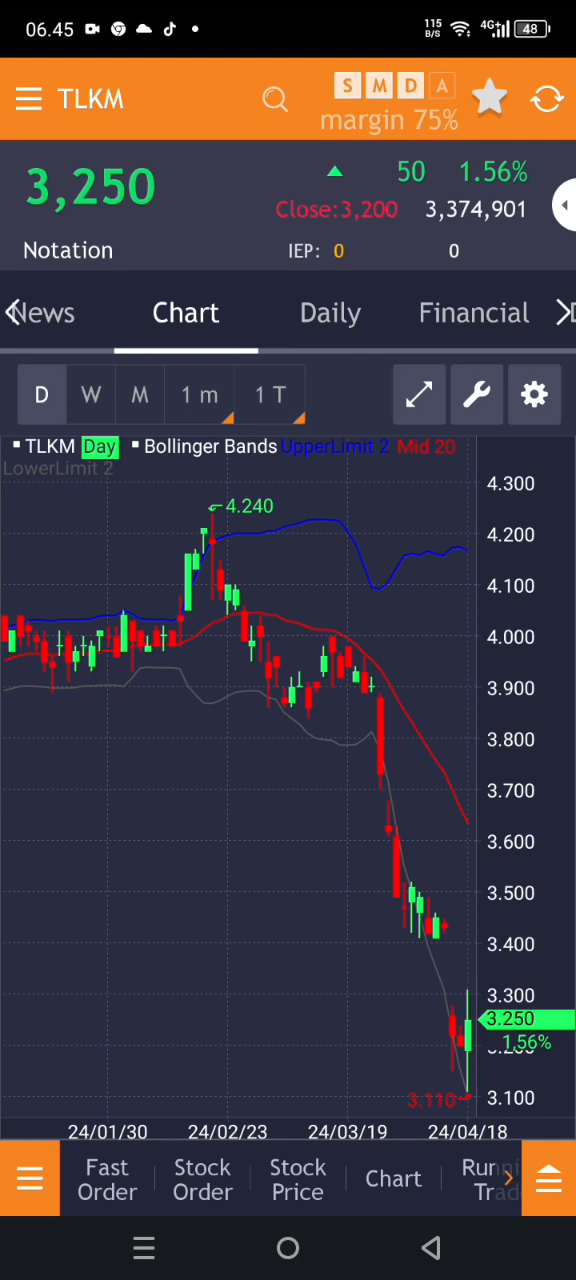 06.45 115 B/S 4G+ 48
TLKM S M D A
margin 75%
3,250 50 1.56%
Close:3,200 3,374,901
Notation IEP: 0 0
News Chart Daily Financial
D W M 1 m 1 T
TLKM Day Bollinger Bands UpperLimit 2 Mid 20
LowerLimit 2
4.300
4.240
4.200
4.100
4.000
3.900
3.800
3.700
3.600
3.500
3.400
3.300
3.250
1,56%
3.110
3.100
24/01/30 24/02/23 24/03/19 24/04/18
Fast Order
Stock Order
Stock Price
Chart